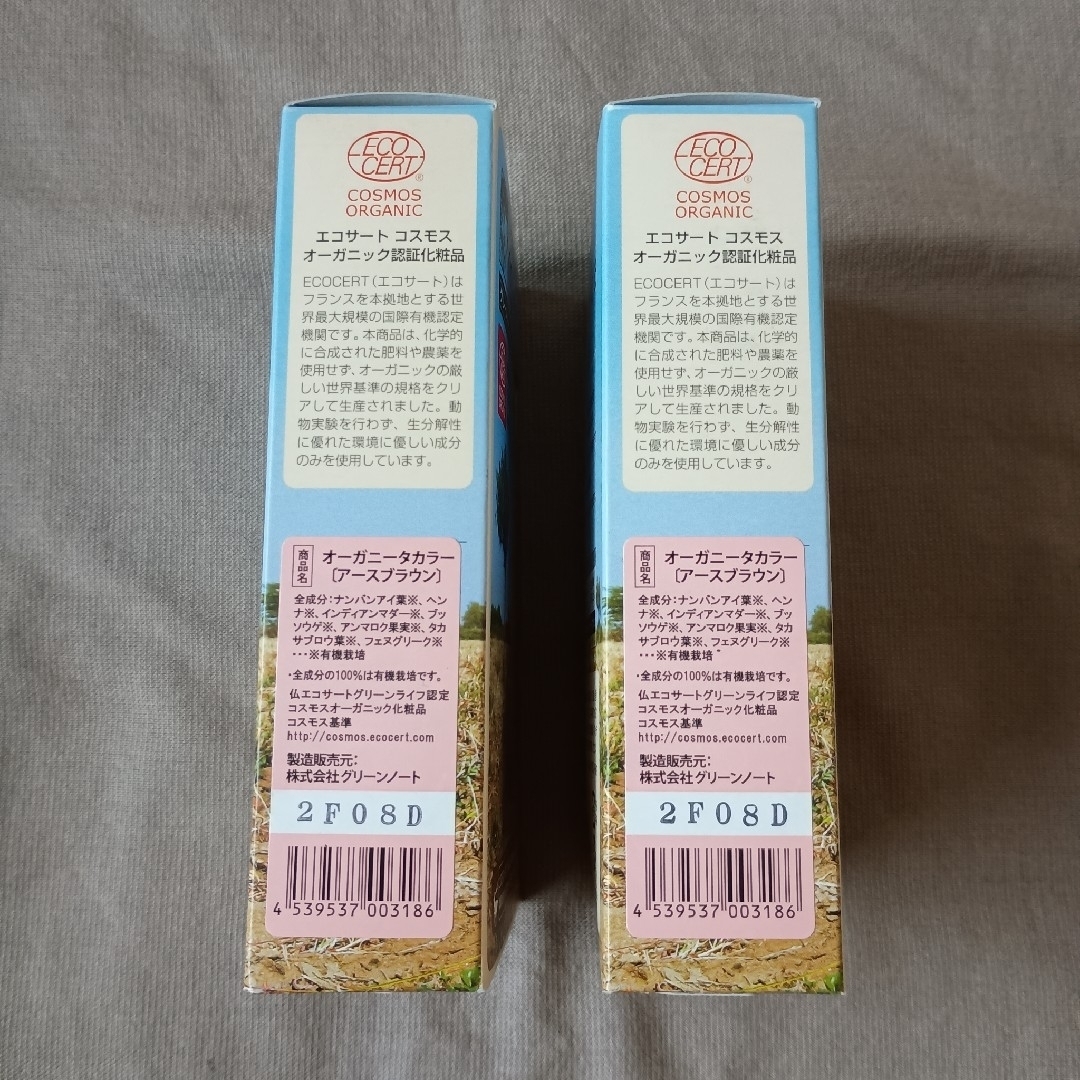 ECO
CERT
®
COSMOS
ORGANIC
エコサート コスモス
オーガニック認証化粧品
ECOCERT(エコサート)は
フランスを本拠地とする世
界最大規模の国際有機認定
機関です。本商品は、化学的
に合成された肥料や農薬を
使用せず、オーガニックの厳
しい世界基準の規格をクリ
アして生産されました。動
物実験を行わず、生分解性
に優れた環境に優しい成分
のみを使用しています。
商品名
オーガニータカラー
〔アースブラウン〕
全成分:ナンバンアイ葉※、ヘン
ナ※、インディアンマダー※、ブッ
ソウゲ※、アンマロク果実※、タカ
サブロウ葉※、フェヌグリーク※
…※有機栽培
・全成分の100%は有機栽培です。
仏エコサートグリーンライフ認定
コスモスオーガニック化粧品
コスモス基準
http://cosmos.ecocert.com
製造販売元:
株式会社グリーンノート
2F08D
4 539537 003186
ECO
CERT
®
COSMOS
ORGANIC
エコサート コスモス
オーガニック認証化粧品
ECOCERT(エコサート)は
フランスを本拠地とする世
界最大規模の国際有機認定
機関です。本商品は、化学的
に合成された肥料や農薬を
使用せず、オーガニックの厳
しい世界基準の規格をクリ
アして生産されました。動
物実験を行わず、生分解性
に優れた環境に優しい成分
のみを使用しています。
商品名
オーガニータカラー
〔アースブラウン〕
全成分:ナンバンアイ葉※、ヘン
ナ※、インディアンマダー※、ブッ
ソウゲ※、アンマロク果実※、タカ
サブロウ葉※、フェヌグリーク※
…※有機栽培
・全成分の100%は有機栽培です。
仏エコサートグリーンライフ認定
コスモスオーガニック化粧品
コスモス基準
http://cosmos.ecocert.com
製造販売元:
株式会社グリーンノート
2F08D
4 539537 003186